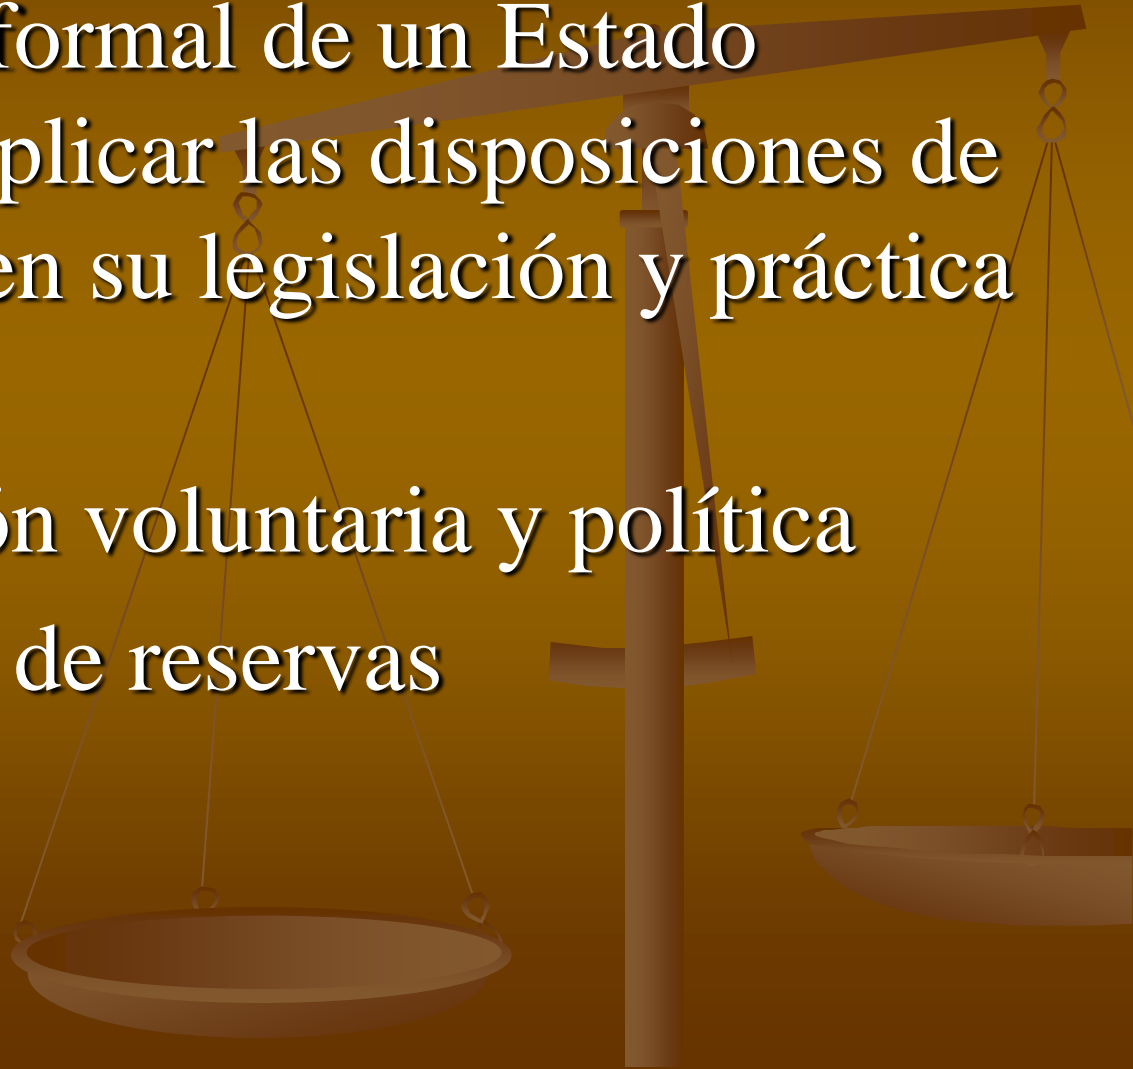 formal de un Estado
plicar las disposiciones de
en su legislación y práctica
ón voluntaria y política
de reservas